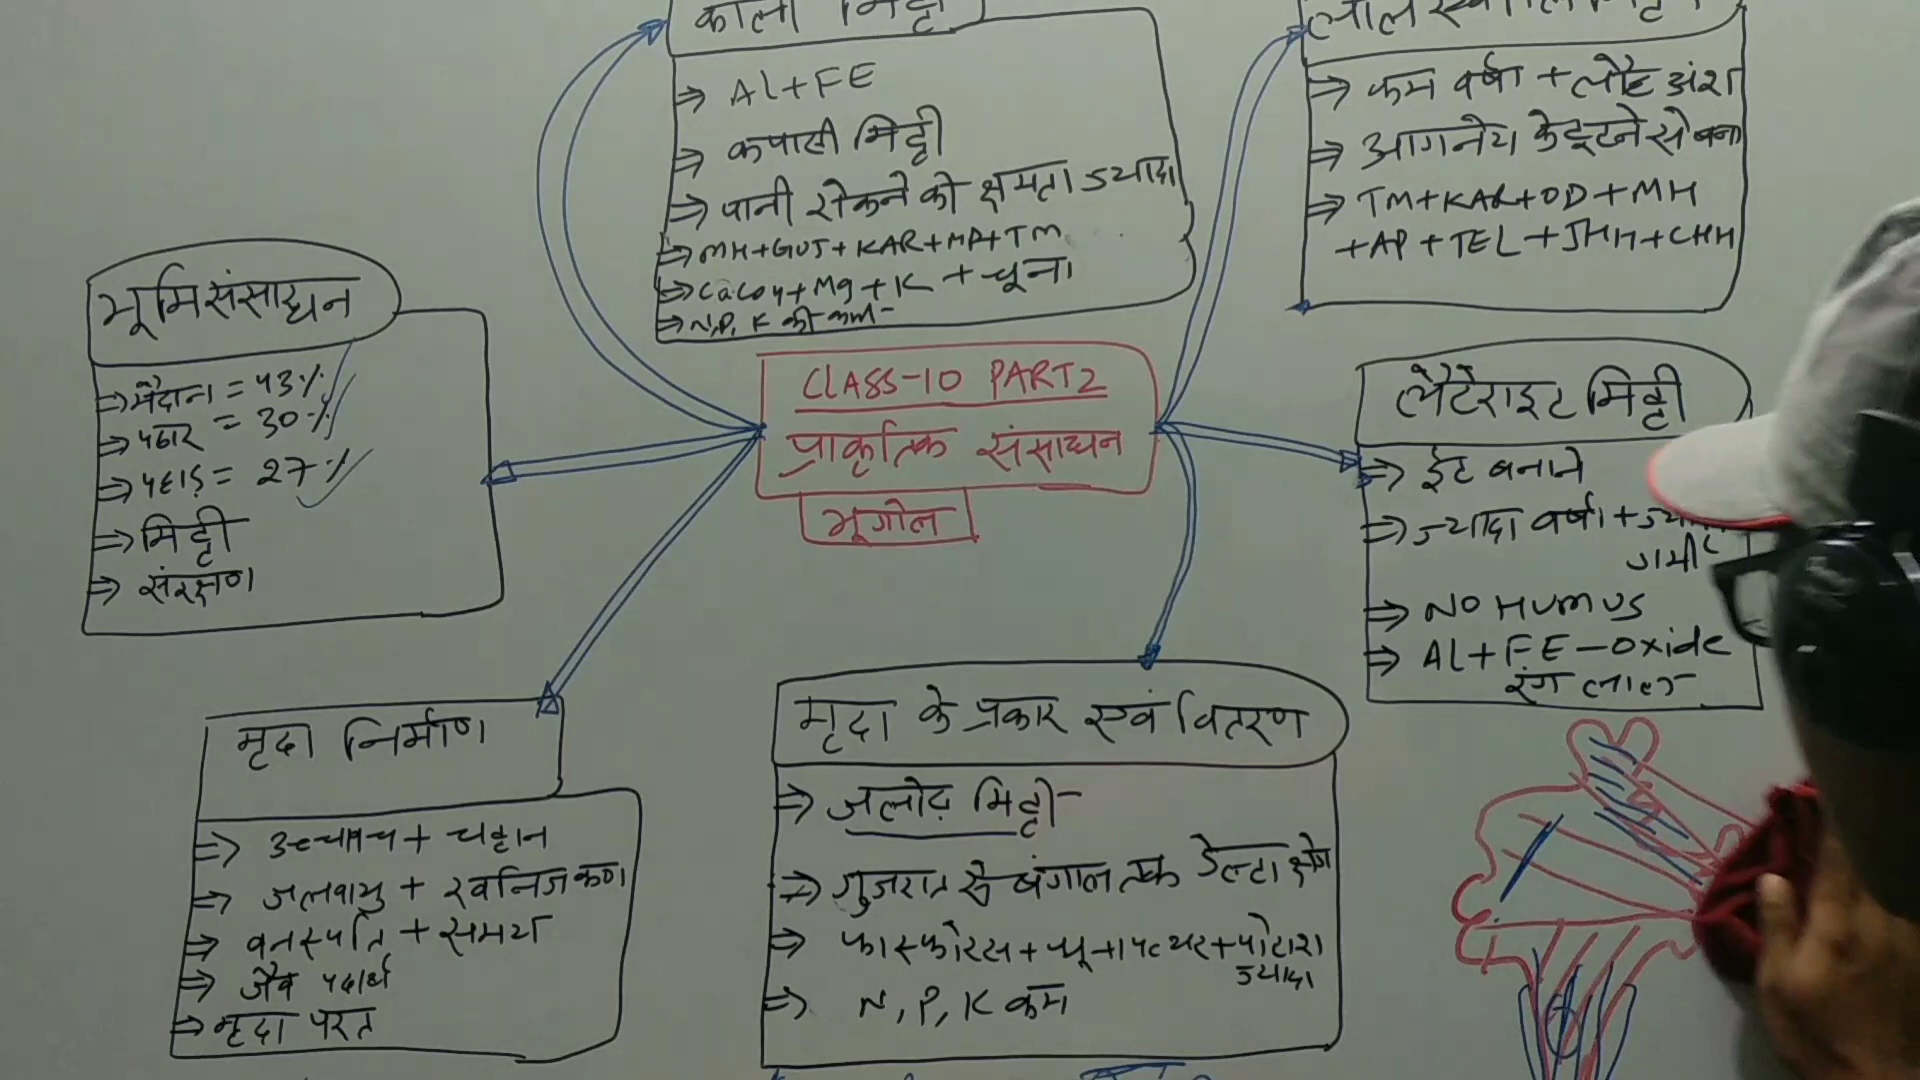 काली मिट्टी
⇒ AL+FE
⇒ कपासी मिट्टी
⇒ पानी रोकने की क्षमता ज्यादा
⇒ MH+GUJ+KAR+MP+TM
⇒ CaCO4+Mg+K+चूना
⇒ N,P,K की कमी-
⇒ कम वर्षा + लौह अंश
⇒ आगनेय के टूटने से बना
⇒ TM+KAR+OD+MH
+AP+TEL+JHH+CHH
भूमि संसाधन
⇒ मैदान = 43%
⇒ पठार = 30%
⇒ पहाड़ = 27%
⇒ मिट्टी
⇒ संरक्षण
CLASS-10 PART2
प्राकृतिक संसाधन
भूगोल
लैटेराइट मिट्टी
⇒ ईट बनाने
⇒ ज्यादा वर्षा +
गर्मी
⇒ NO HUMUS
⇒ AL+FE-Oxide
रंग लाल
मृदा निर्माण
⇒ उच्चावच + चट्टान
⇒ जलवायु + खनिज कण
⇒ वनस्पति + समय
⇒ जैव पदार्थ
⇒ मृदा परत
मृदा के प्रकार एवं वितरण
⇒ जलोढ़ मिट्टी-
⇒ गुजरात से बंगाल तक डेल्टा क्षेत्र
⇒ फास्फोरस+चूना पत्थर+पोटाश
ज्यादा
⇒ N,P,K कम